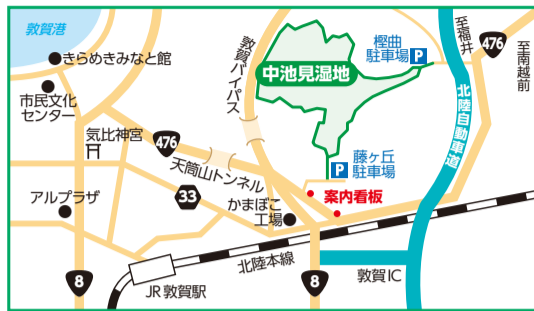 敦賀港
きらめきみなと館
市民文化
センター
気比神宮
476
天筒山トンネル
33
アルプラザ
かまぼこ
工場
8
JR敦賀駅
北陸本線
8
敦賀IC
敦賀バイパス
中池見湿地
樫曲
駐車場
P
藤ヶ丘
P
駐車場
案内看板
至福井
476
至南越前
北陸自動車道